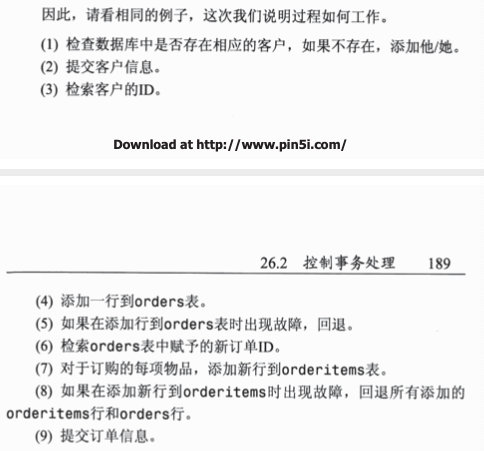 因此，请看相同的例子，这次我们说明过程如何工作。
(1) 检查数据库中是否存在相应的客户，如果不存在，添加他/她。
(2) 提交客户信息。
(3) 检索客户的ID。
Download at http://www.pin5i.com/
26.2 控制事务处理 189
(4) 添加一行到orders表。
(5) 如果在添加行到orders表时出现故障，回退。
(6) 检索orders表中赋予的新订单ID。
(7) 对于订购的每项物品，添加新行到orderitems表。
(8) 如果在添加新行到orderitems时出现故障，回退所有添加的
orderitems行和orders行。
(9) 提交订单信息。